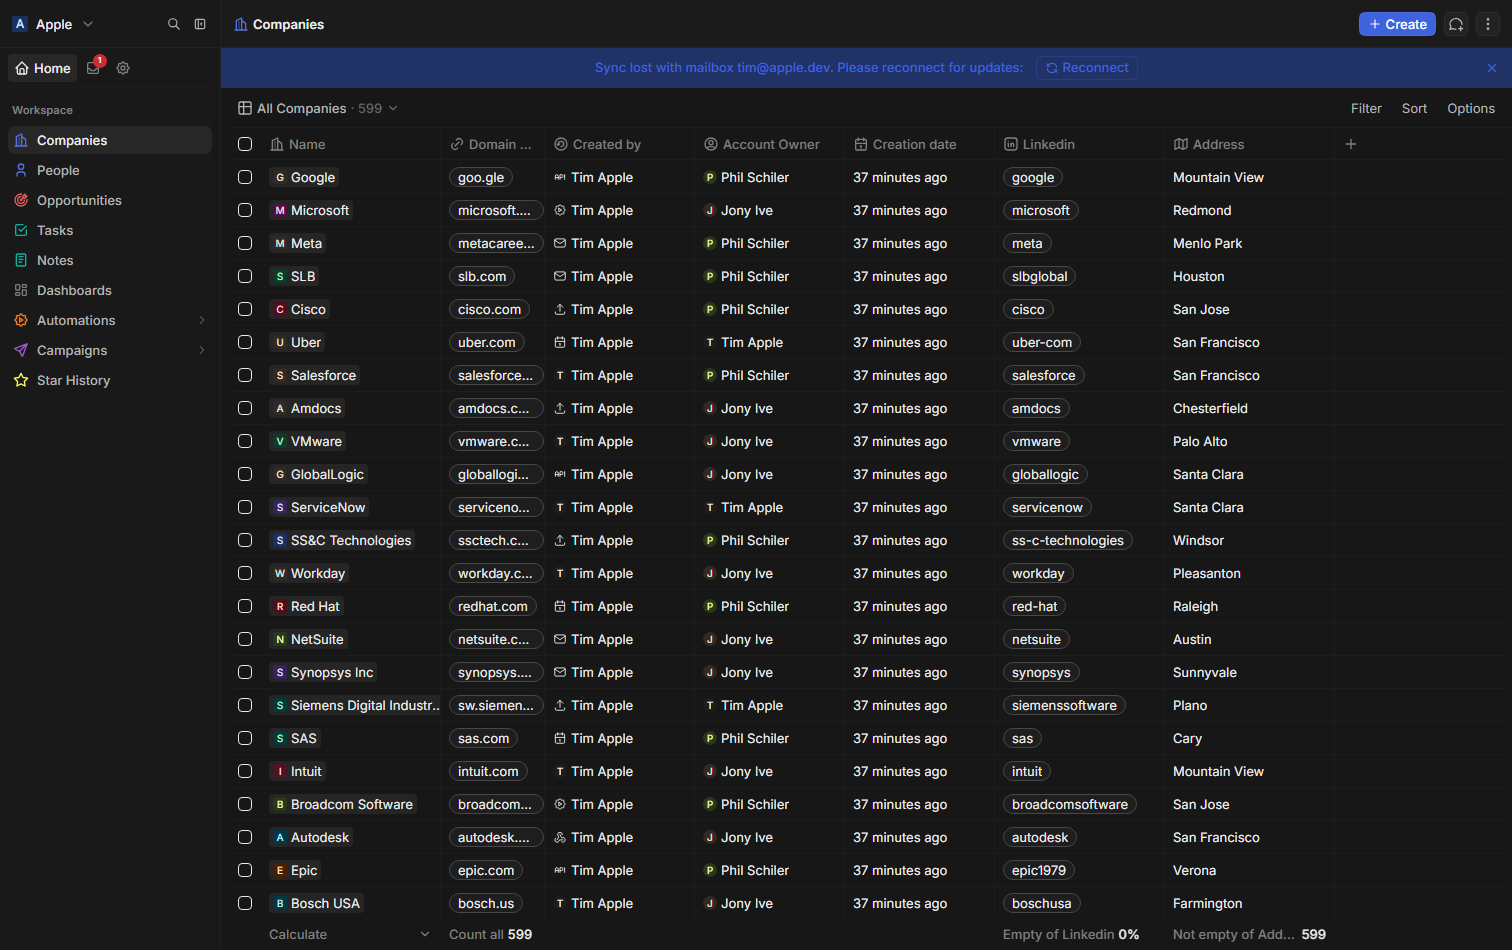 A Apple
Home 1
Workspace
Companies
People
Opportunities
Tasks
Notes
Dashboards
Automations
Campaigns
Star History
Companies
Create
Sync lost with mailbox tim@apple.dev. Please reconnect for updates: Reconnect
All Companies · 599
Filter Sort Options
Name Domain ... Created by Account Owner Creation date Linkedin Address
G Google goo.gle API Tim Apple P Phil Schiler 37 minutes ago google Mountain View
M Microsoft microsoft.... Tim Apple J Jony Ive 37 minutes ago microsoft Redmond
M Meta metacaree... Tim Apple P Phil Schiler 37 minutes ago meta Menlo Park
S SLB slb.com Tim Apple P Phil Schiler 37 minutes ago slbglobal Houston
C Cisco cisco.com Tim Apple P Phil Schiler 37 minutes ago cisco San Jose
U Uber uber.com Tim Apple T Tim Apple 37 minutes ago uber-com San Francisco
S Salesforce salesforce... T Tim Apple P Phil Schiler 37 minutes ago salesforce San Francisco
A Amdocs amdocs.c... Tim Apple J Jony Ive 37 minutes ago amdocs Chesterfield
V VMware vmware.c... T Tim Apple J Jony Ive 37 minutes ago vmware Palo Alto
G GlobalLogic globallogi... API Tim Apple J Jony Ive 37 minutes ago globallogic Santa Clara
S ServiceNow serviceno... T Tim Apple T Tim Apple 37 minutes ago servicenow Santa Clara
S SS&C Technologies ssctech.c... Tim Apple P Phil Schiler 37 minutes ago ss-c-technologies Windsor
W Workday workday.c... T Tim Apple J Jony Ive 37 minutes ago workday Pleasanton
R Red Hat redhat.com Tim Apple P Phil Schiler 37 minutes ago red-hat Raleigh
N NetSuite netsuite.c... Tim Apple J Jony Ive 37 minutes ago netsuite Austin
S Synopsys Inc synopsys.... Tim Apple J Jony Ive 37 minutes ago synopsys Sunnyvale
S Siemens Digital Industr.. sw.siemen... Tim Apple T Tim Apple 37 minutes ago siemenssoftware Plano
S SAS sas.com Tim Apple P Phil Schiler 37 minutes ago sas Cary
I Intuit intuit.com T Tim Apple J Jony Ive 37 minutes ago intuit Mountain View
B Broadcom Software broadcom... Tim Apple P Phil Schiler 37 minutes ago broadcomsoftware San Jose
A Autodesk autodesk.... Tim Apple J Jony Ive 37 minutes ago autodesk San Francisco
E Epic epic.com API Tim Apple P Phil Schiler 37 minutes ago epic1979 Verona
B Bosch USA bosch.us T Tim Apple J Jony Ive 37 minutes ago boschusa Farmington
Calculate Count all 599 Empty of Linkedin 0% Not empty of Add... 599